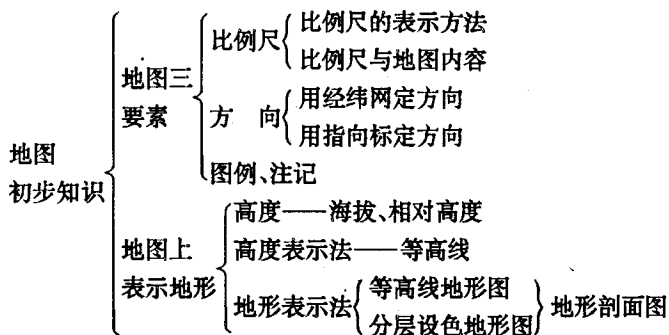 比例尺的表示方法
比例尺
比例尺与地图内容
地图三
要素
用经纬网定方向
方 向
用指向标定方向
图例、注记
地图
初步知识
高度——海拔、相对高度
地图上
表示地形
高度表示法——等高线
等高线地形图
地形表示法
地形剖面图
分层设色地形图